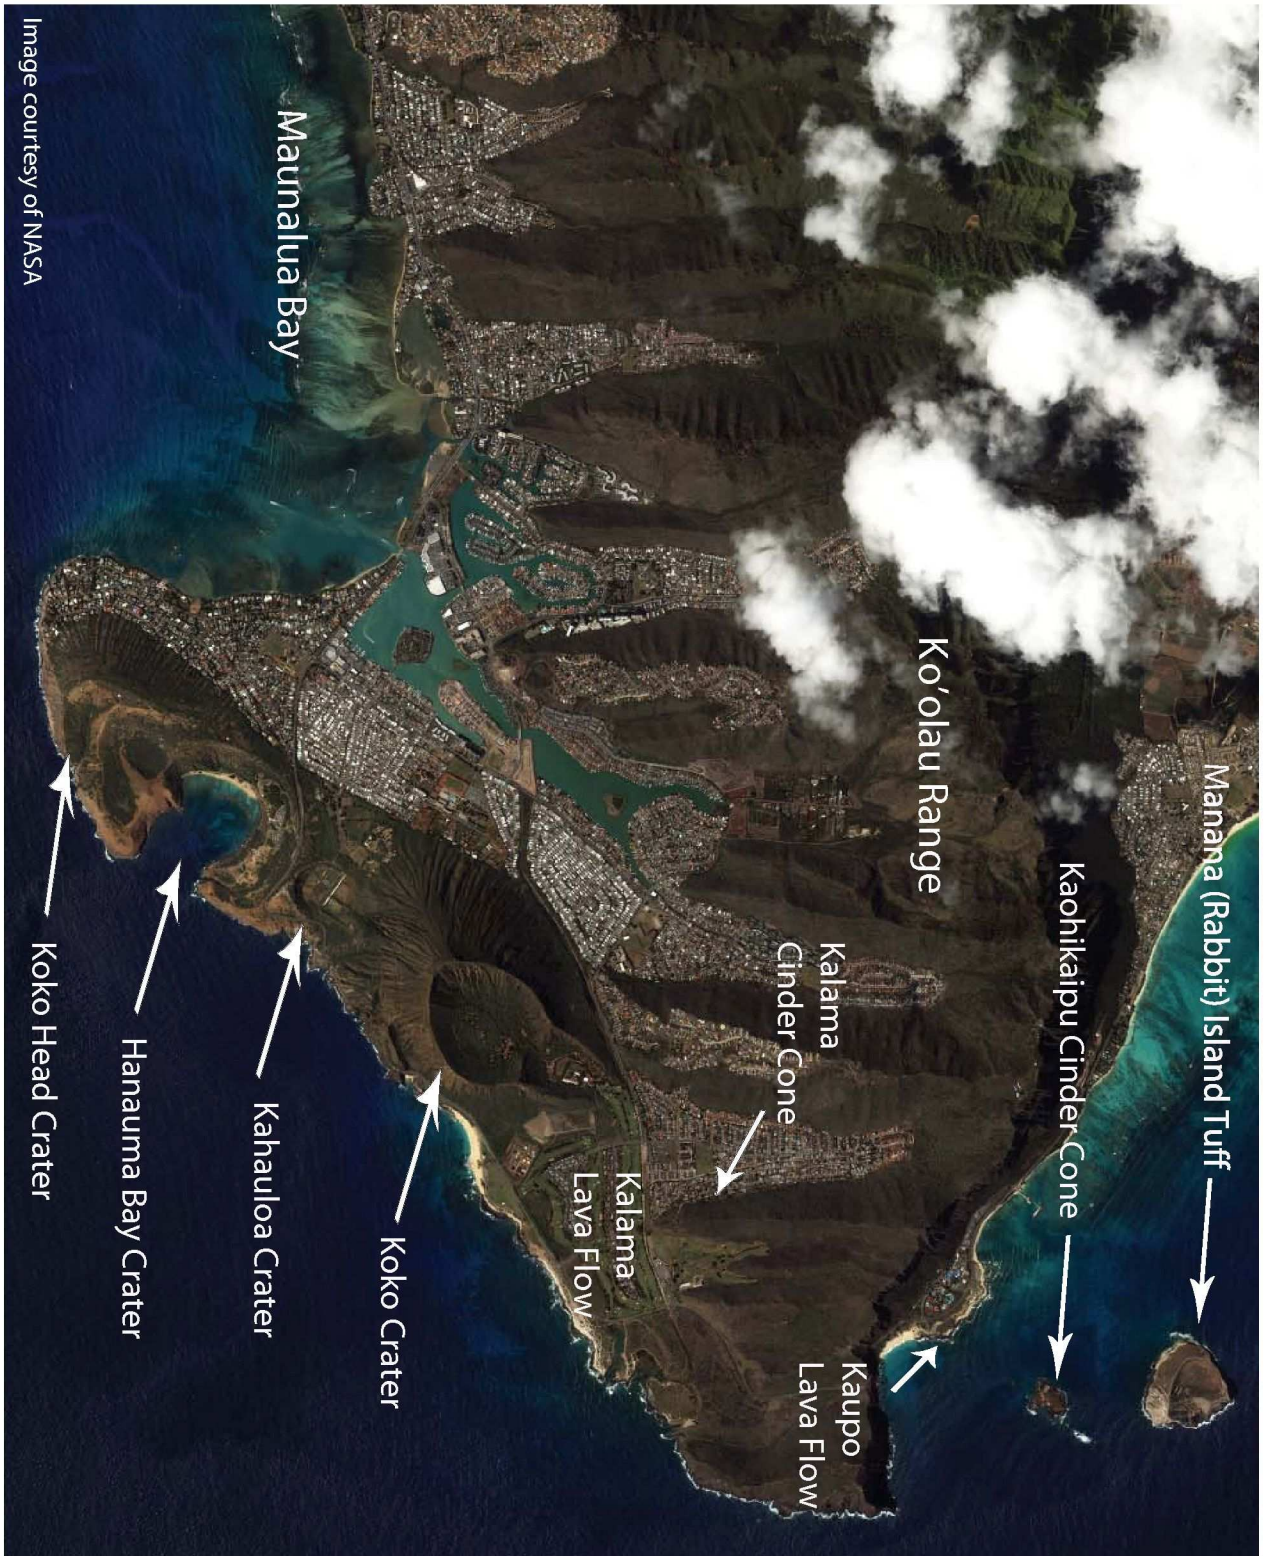 Manana (Rabbit) Island Tuff
Kaohikaipu Cinder Cone
Ko’olau Range
Kaupo
Lava Flow
Kalama
Cinder Cone
Kalama
Lava Flow
Koko Crater
Maunalua Bay
Kahauloa Crater
Hanauma Bay Crater
Koko Head Crater
Image courtesy of NASA